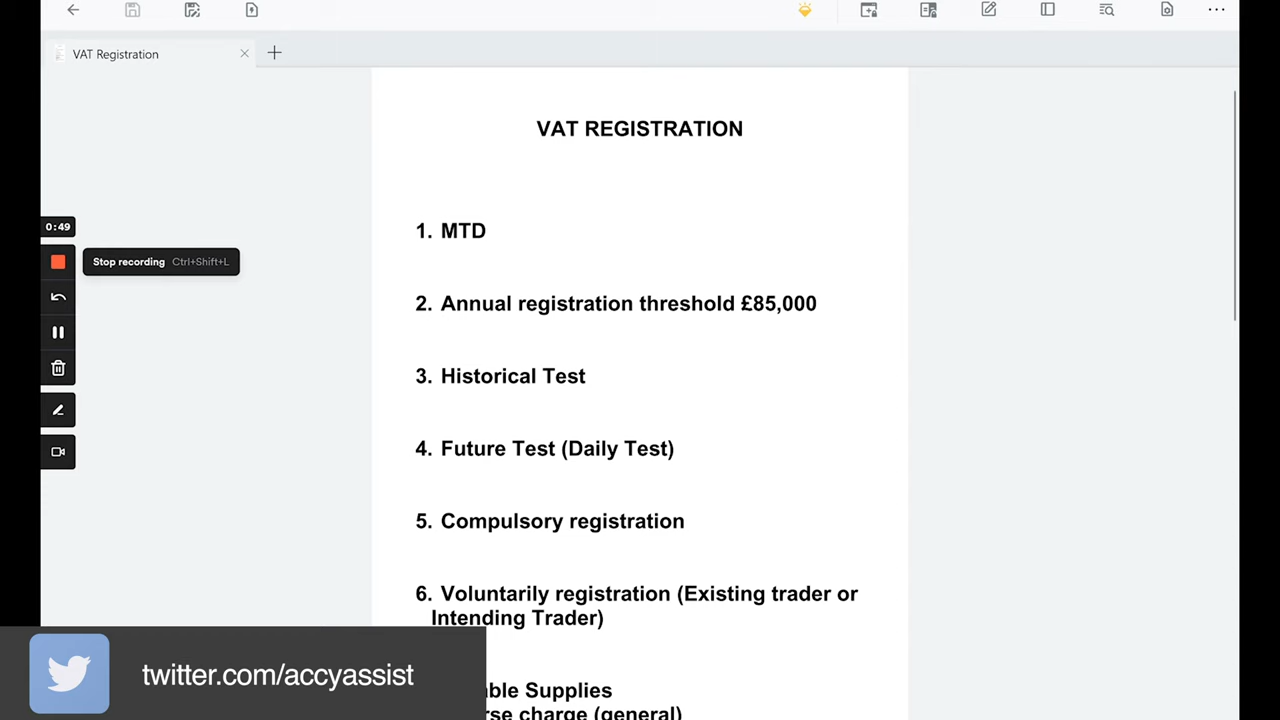 VAT Registration
VAT REGISTRATION
1. MTD
0:49
Stop recording Ctrl+Shift+L
2. Annual registration threshold £85,000
3. Historical Test
4. Future Test (Daily Test)
5. Compulsory registration
6. Voluntarily registration (Existing trader or
Intending Trader)
twitter.com/accyassist
Supplies
charge (general)